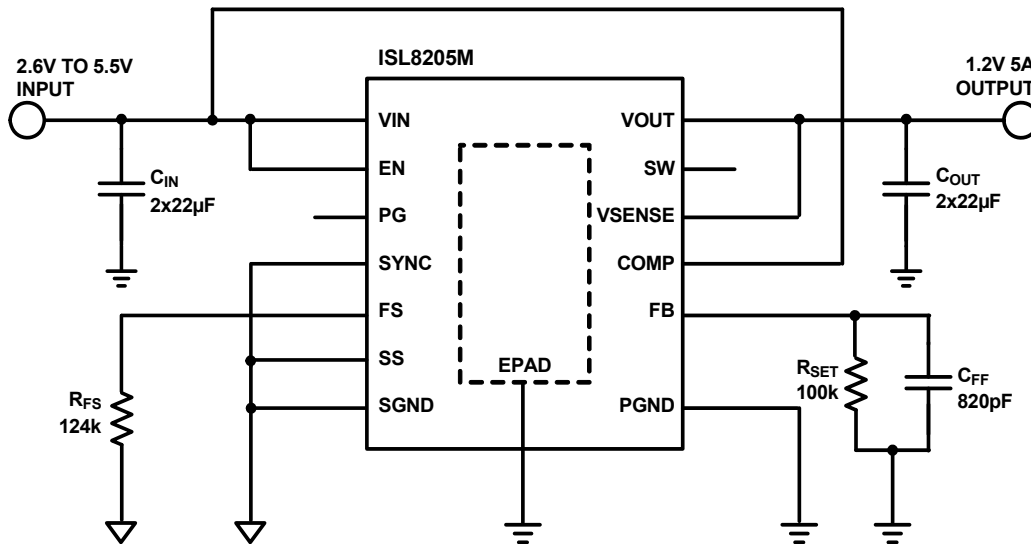 ISL8205M
2.6V TO 5.5V
INPUT
1.2V 5A
OUTPUT
VIN
VOUT
EN
SW
CIN
2x22µF
COUT
2x22µF
PG
VSENSE
SYNC
COMP
FS
FB
SS
EPAD
RSET
100k
CFF
820pF
RFS
124k
SGND
PGND